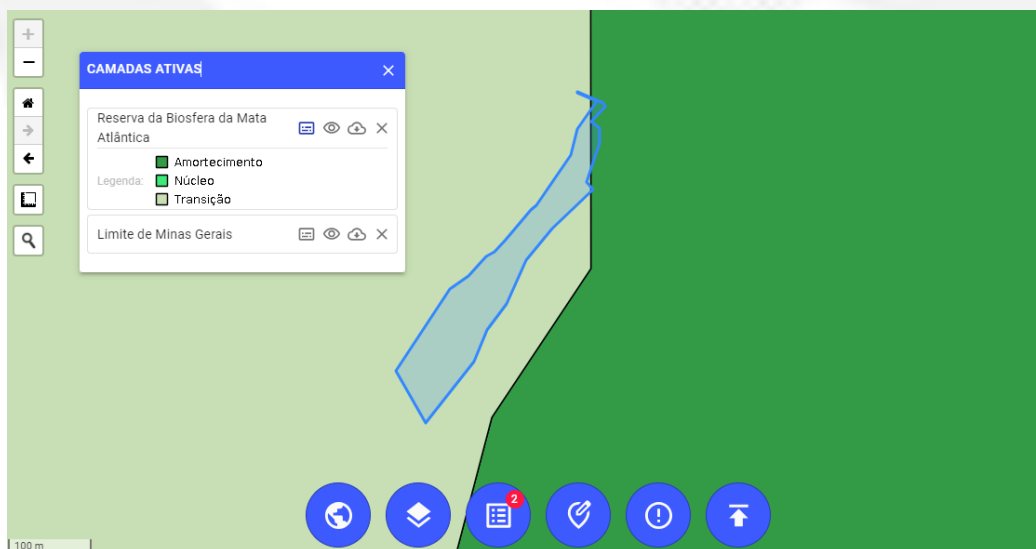 CAMADAS ATIVAS
Reserva da Biosfera da Mata
Atlântica
Legenda:
Amortecimento
Núcleo
Transição
Limite de Minas Gerais
2
100 m